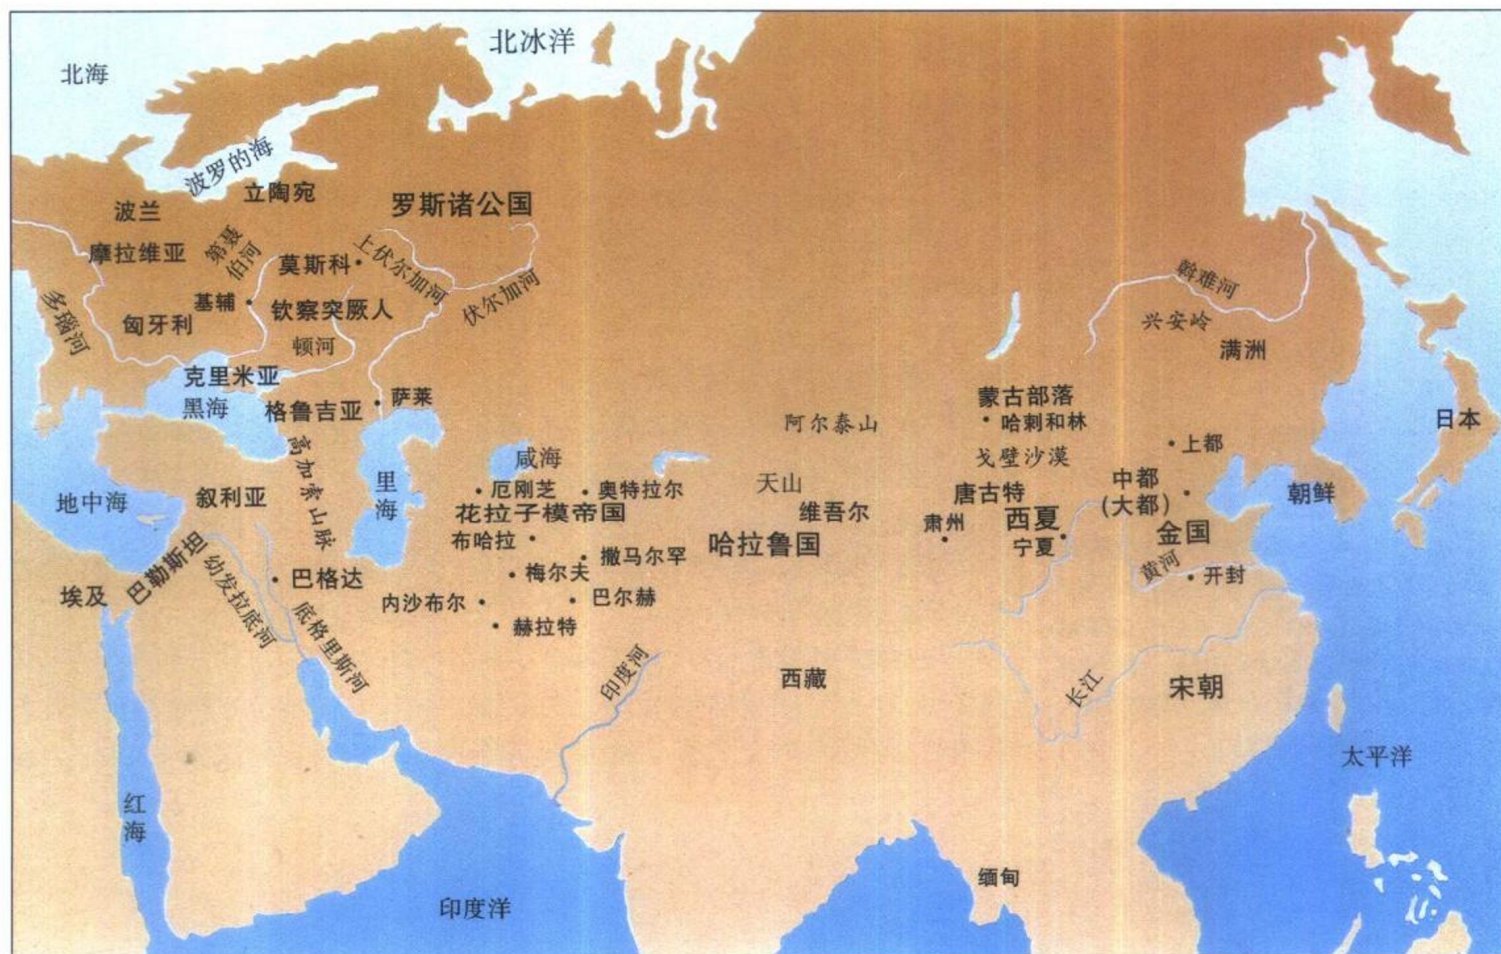 北冰洋
北海
波罗的海
立陶宛
波兰
罗斯诸公国
摩拉维亚
第聂
伯河
莫斯科
上伏尔加河
伏尔加河
基辅
钦察突厥人
多瑙河
匈牙利
顿河
克里米亚
黑海
格鲁吉亚
萨莱
斡难河
兴安岭
满洲
蒙古部落
哈剌和林
阿尔泰山
戈壁沙漠
上都
日本
高加索山脉
里海
咸海
天山
叙利亚
地中海
厄刚芝
奥特拉尔
花拉子模帝国
维吾尔
唐古特
中都
(大都)
朝鲜
肃州
西夏
宁夏
金国
布哈拉
撒马尔罕
哈拉鲁国
黄河
开封
巴勒斯坦
埃及
幼发拉底河
巴格达
底格里斯河
梅尔夫
内沙布尔
巴尔赫
赫拉特
印度河
西藏
长江
宋朝
太平洋
红海
缅甸
印度洋